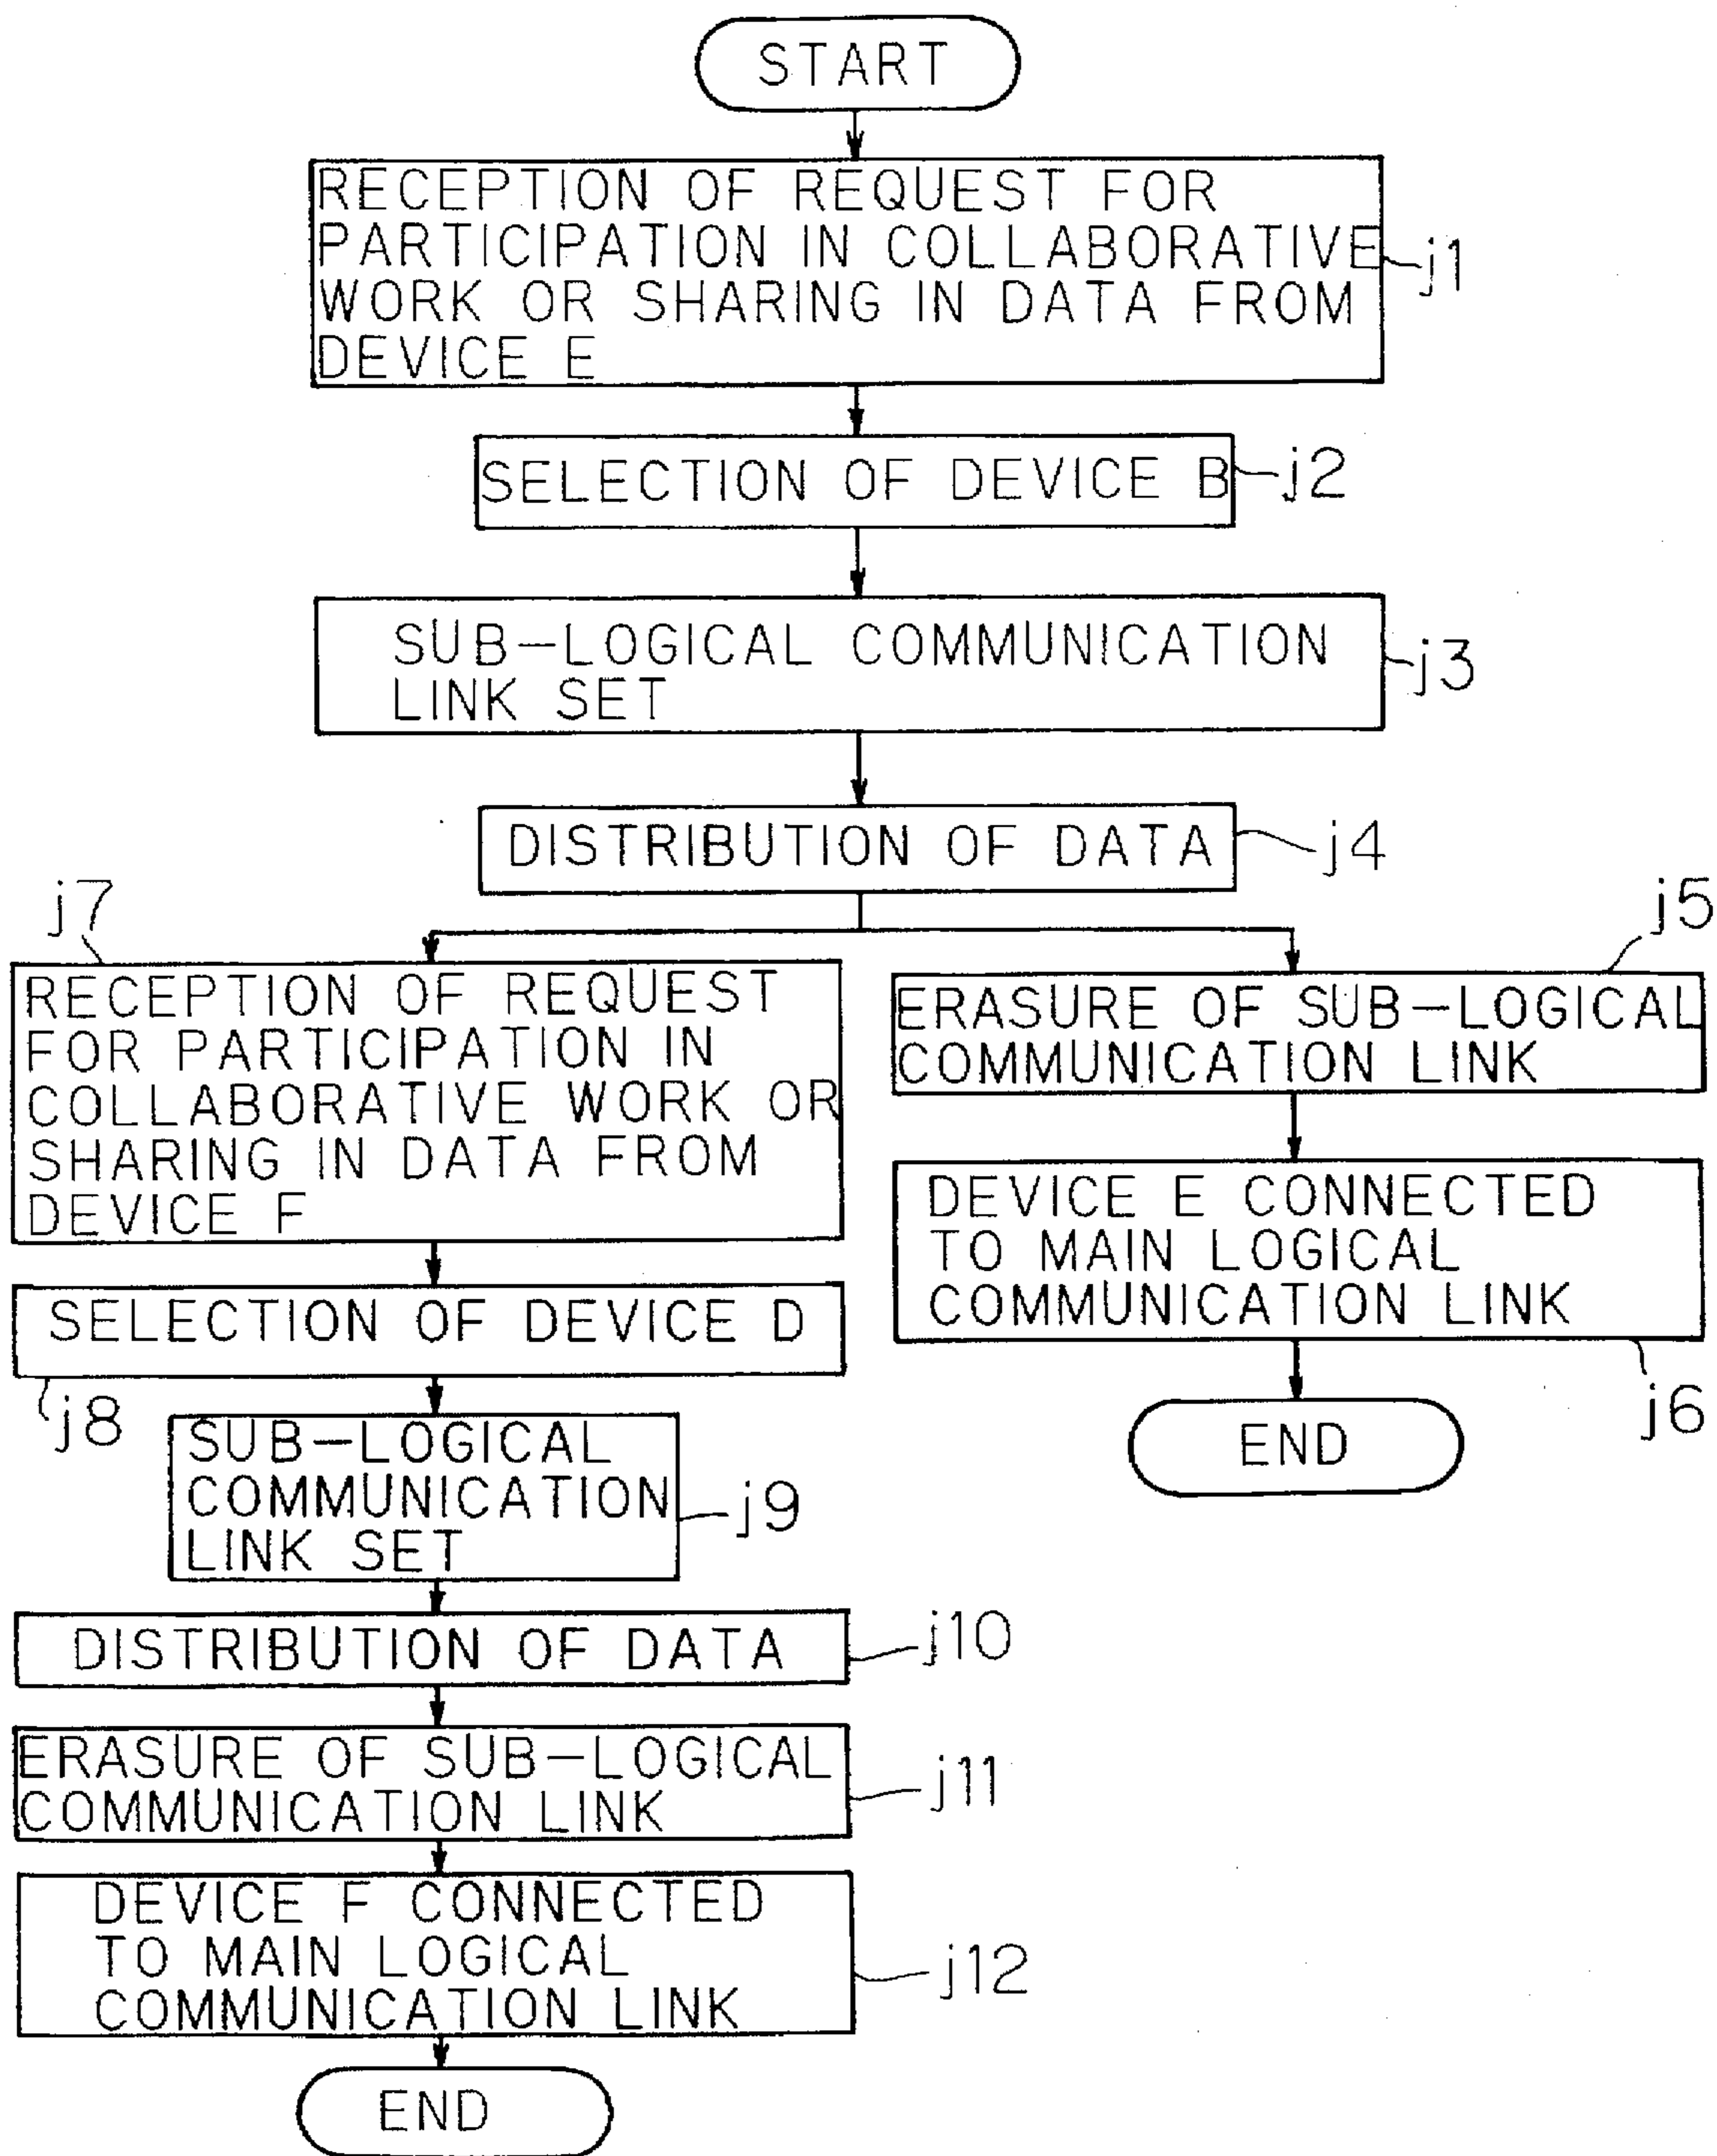 START
RECEPTION OF REQUEST FOR
PARTICIPATION IN COLLABORATIVE
WORK OR SHARING IN DATA FROM
DEVICE E
j1
SELECTION OF DEVICE B
j2
SUB-LOGICAL COMMUNICATION
LINK SET
j3
DISTRIBUTION OF DATA
j4
j7
RECEPTION OF REQUEST
FOR PARTICIPATION IN
COLLABORATIVE WORK OR
SHARING IN DATA FROM
DEVICE F
j5
ERASURE OF SUB-LOGICAL
COMMUNICATION LINK
DEVICE E CONNECTED
TO MAIN LOGICAL
COMMUNICATION LINK
j6
END
SELECTION OF DEVICE D
j8
SUB-LOGICAL
COMMUNICATION
LINK SET
j9
DISTRIBUTION OF DATA
j10
ERASURE OF SUB-LOGICAL
COMMUNICATION LINK
j11
DEVICE F CONNECTED
TO MAIN LOGICAL
COMMUNICATION LINK
j12
END